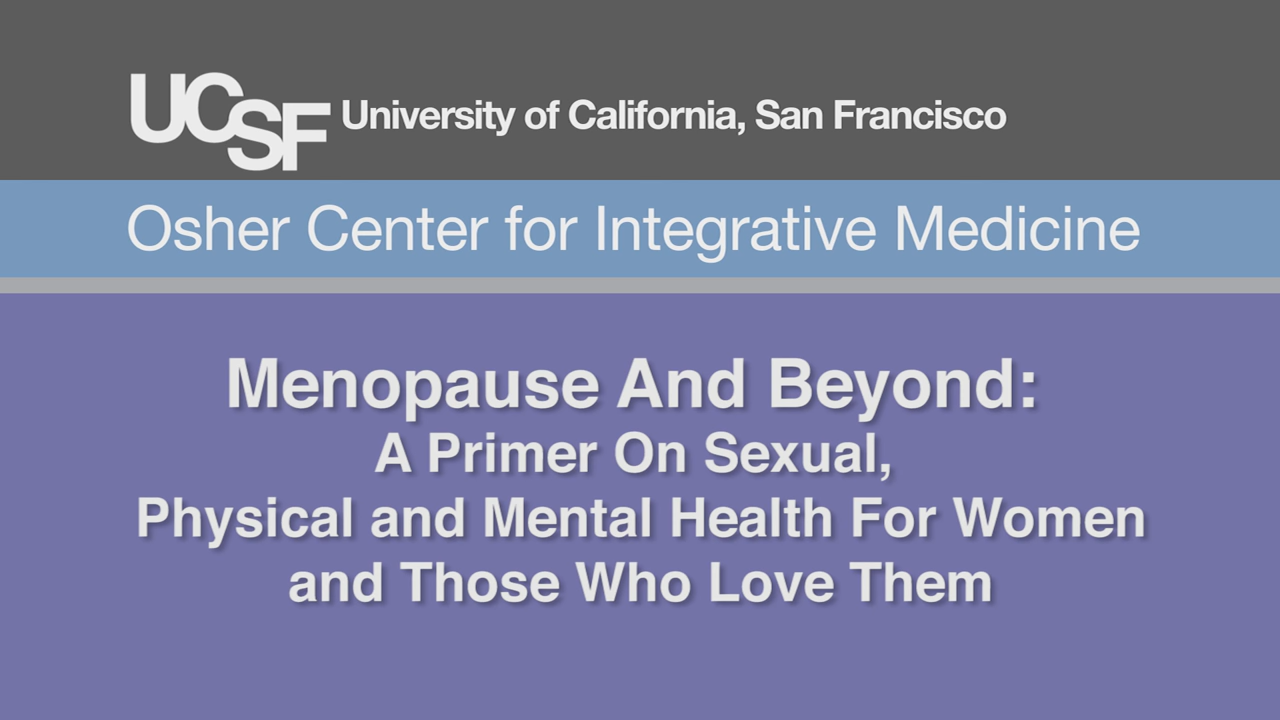 UCSF University of California, San Francisco
Osher Center for Integrative Medicine
Menopause And Beyond:
A Primer On Sexual,
Physical and Mental Health For Women
and Those Who Love Them